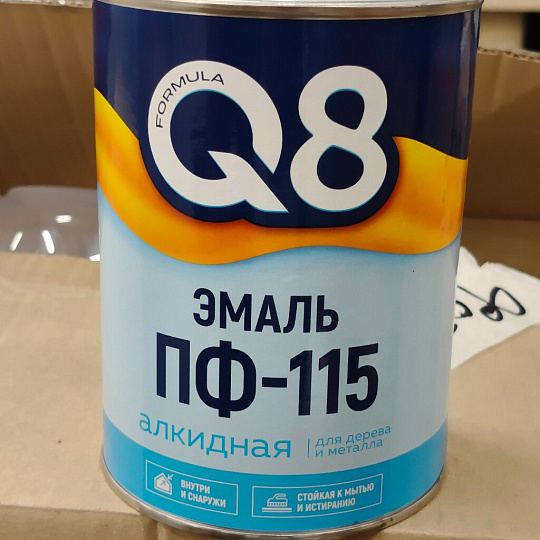 FORMULA
Q8
ЭМАЛЬ
ПФ-115
алкидная
для дерева
и металла
ВНУТРИ
И СНАРУЖИ
СТОЙКАЯ К МЫТЬЮ
И ИСТИРАНИЮ